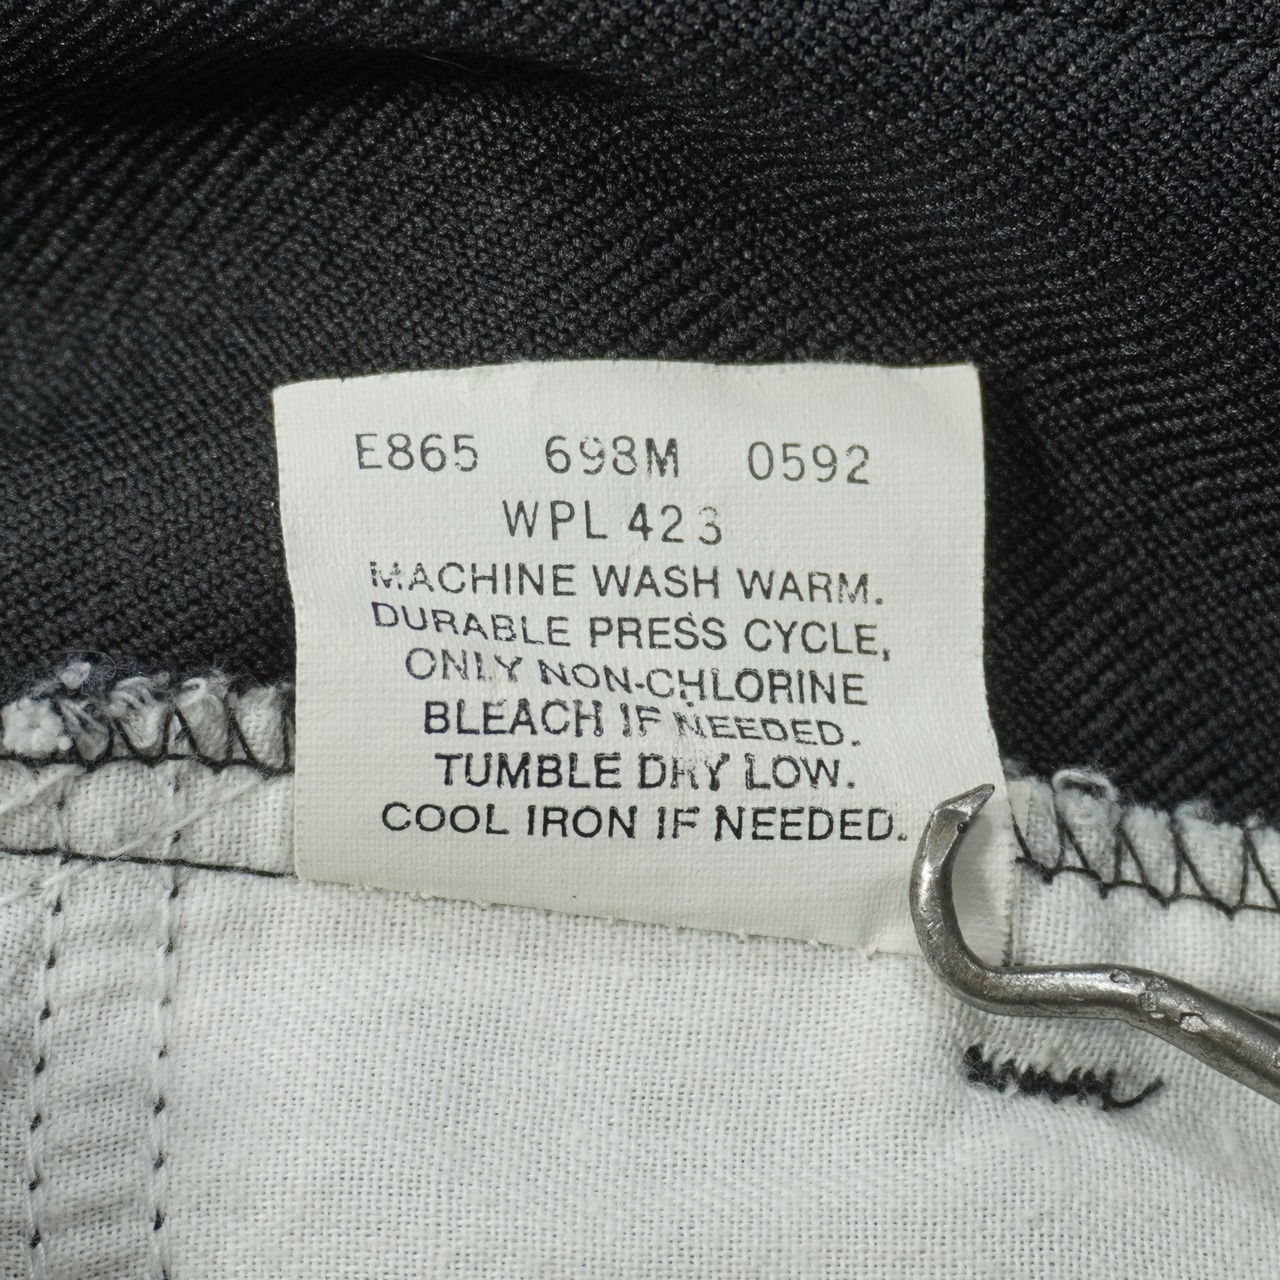 E865 698M 0592
WPL 423
MACHINE WASH WARM.
DURABLE PRESS CYCLE,
ONLY NON-CHLORINE
BLEACH IF NEEDED.
TUMBLE DRY LOW.
COOL IRON IF NEEDED.